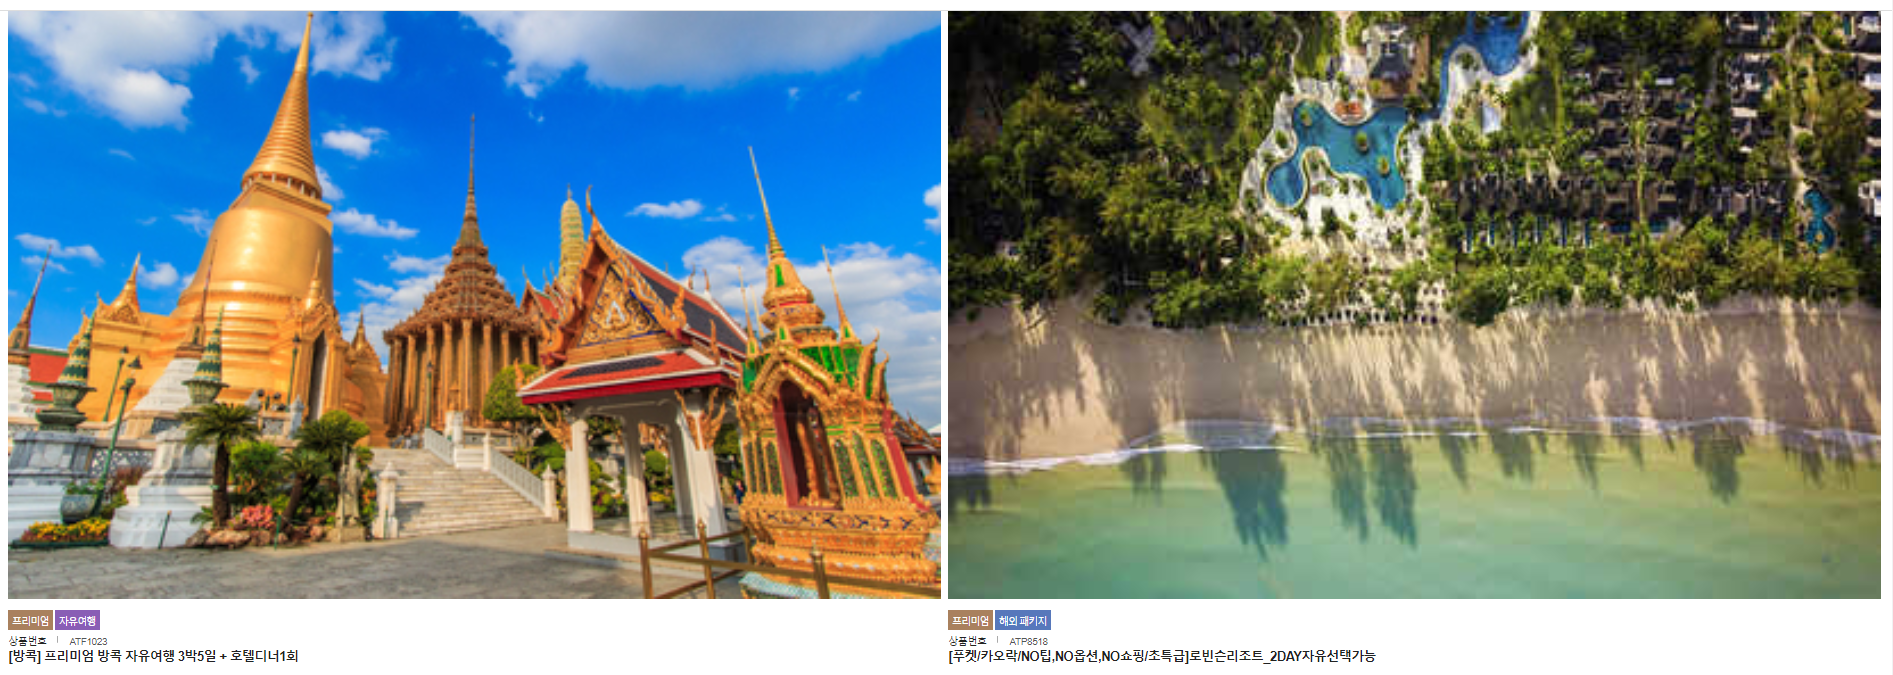 프리미엄 자유여행
상품번호 | ATF1023
[방콕] 프리미엄 방콕 자유여행 3박5일 + 호텔디너1회
프리미엄 해외 패키지
상품번호 | ATP8518
[푸켓/카오락/NO팁,NO옵션,NO쇼핑/초특급]로빈슨리조트_2DAY자유선택가능